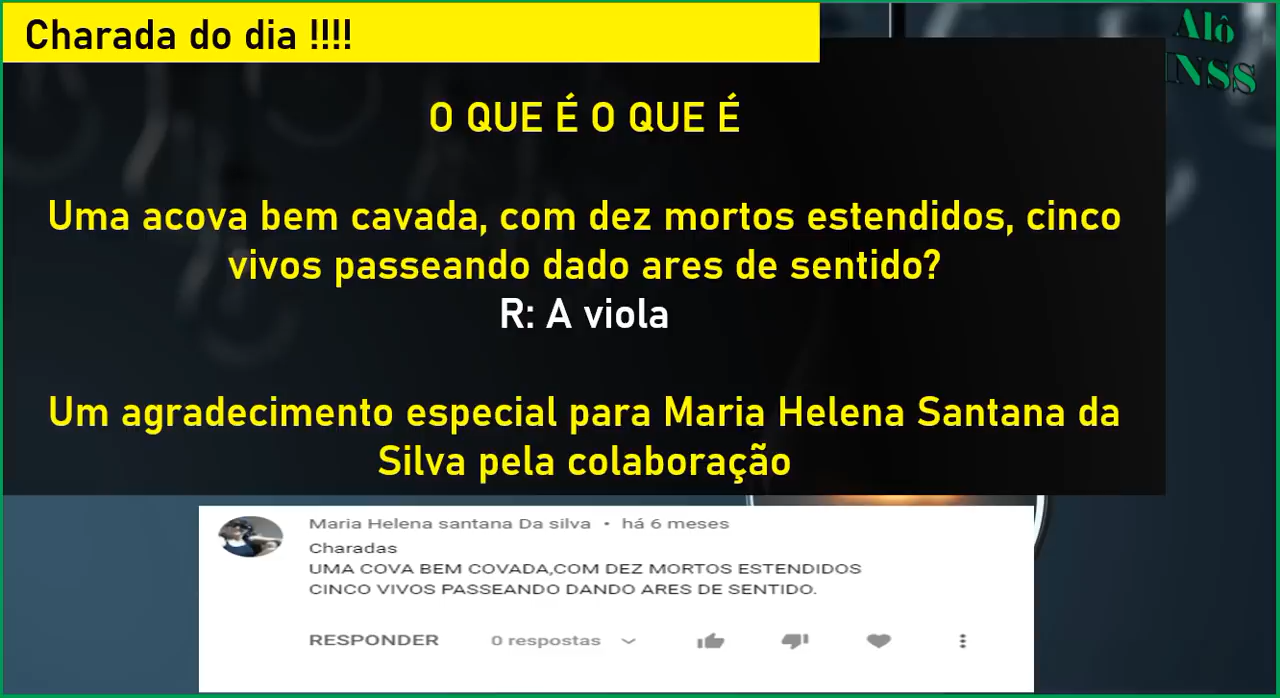 Charada do dia !!!!
Alô
INSS
O QUE É O QUE É
Uma acova bem cavada, com dez mortos estendidos, cinco
vivos passeando dado ares de sentido?
R: A viola
Um agradecimento especial para Maria Helena Santana da
Silva pela colaboração
Maria Helena santana Da silva • há 6 meses
Charadas
UMA COVA BEM COVADA,COM DEZ MORTOS ESTENDIDOS
CINCO VIVOS PASSEANDO DANDO ARES DE SENTIDO.
RESPONDER 0 respostas